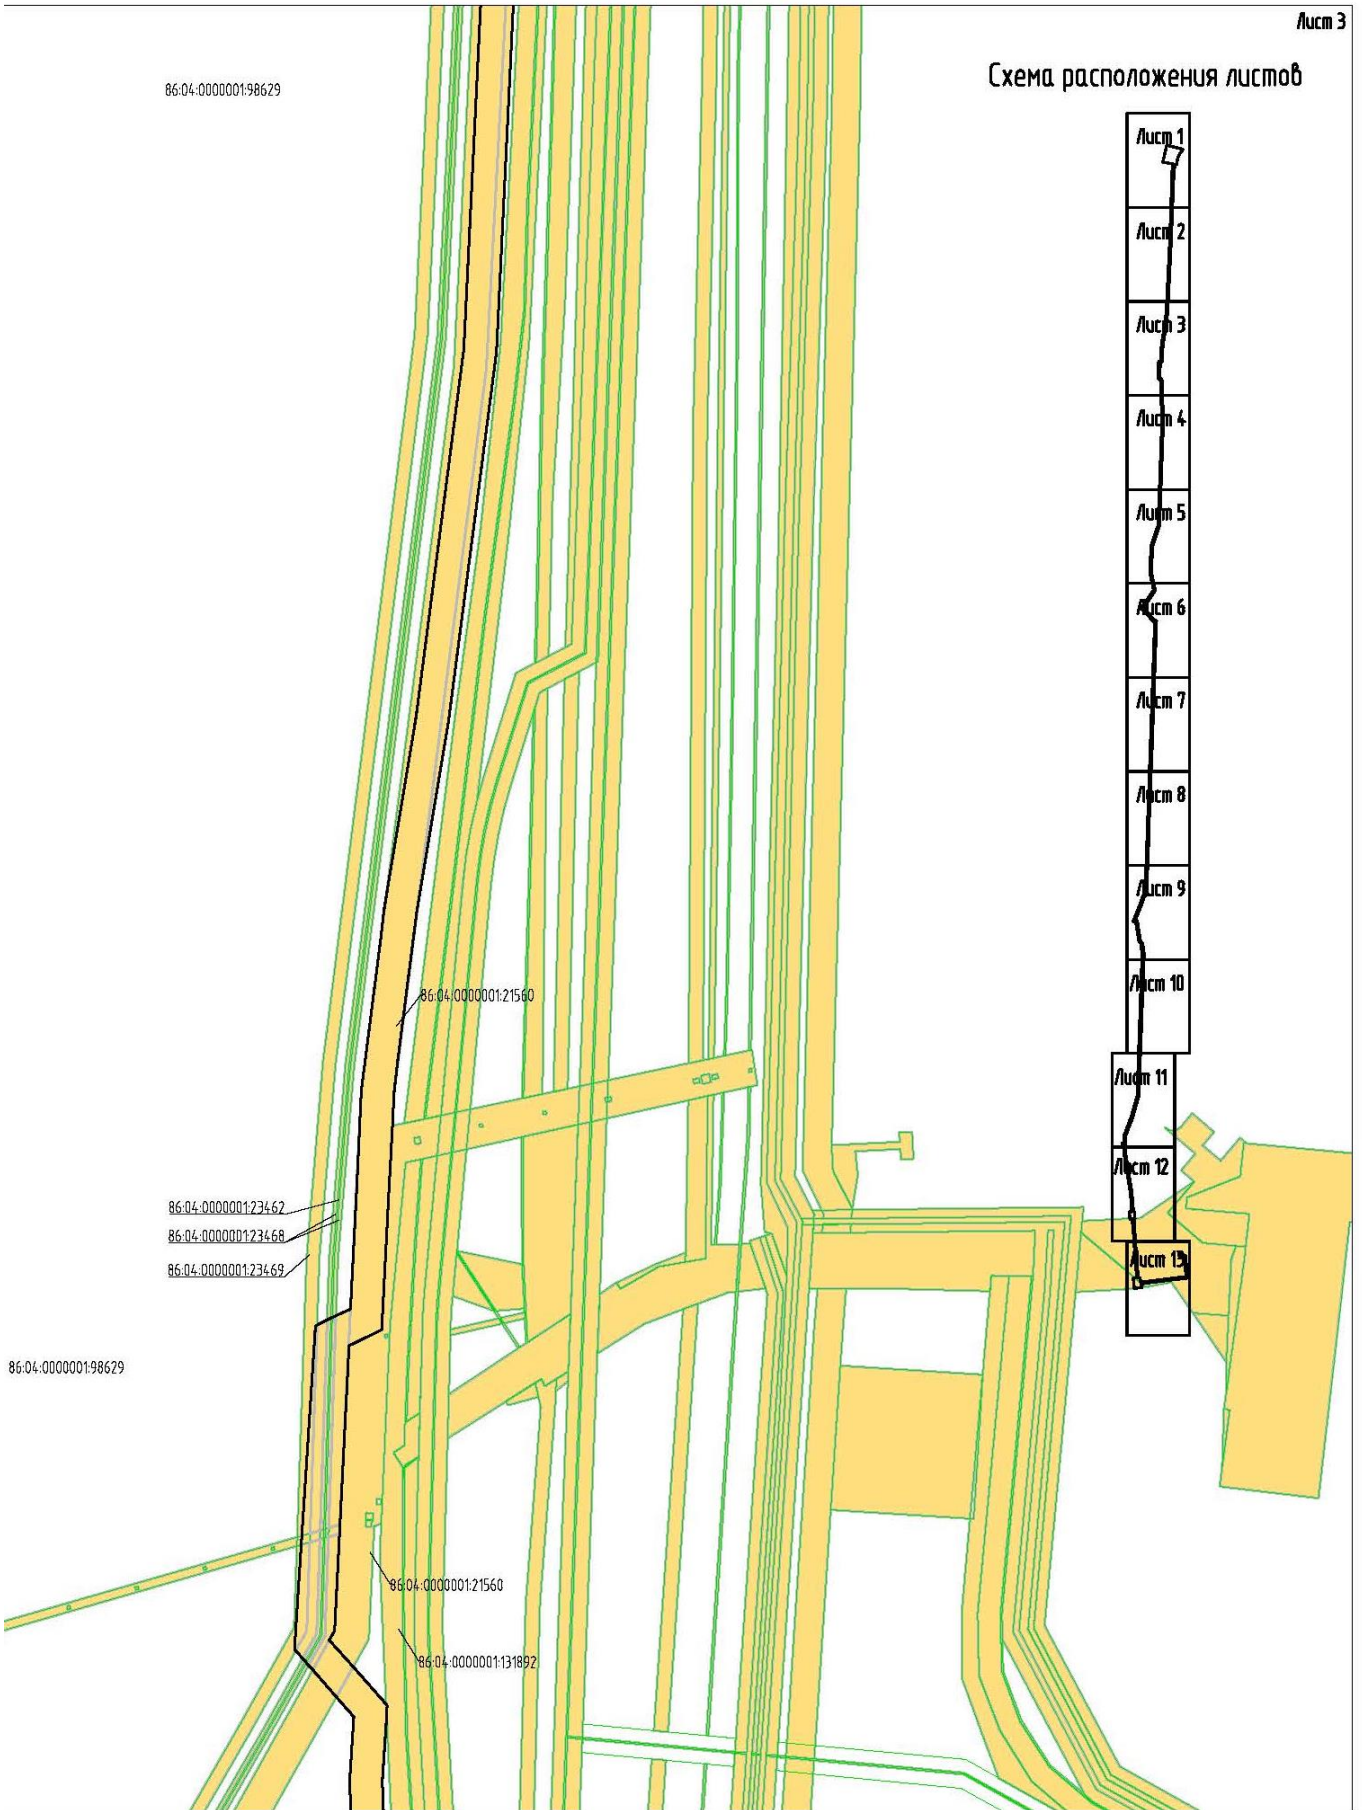 Лист 3
Схема расположения листов
86:04:0000001:98629
Лист 1
Лист 2
Лист 3
Лист 4
Лист 5
Лист 6
Лист 7
Лист 8
Лист 9
Лист 10
86:04:0000001:21560
Лист 11
Лист 12
86:04:0000001:23462
86:04:0000001:23468
86:04:0000001:23469
Лист 13
86:04:0000001:98629
86:04:0000001:21560
86:04:0000001:131892